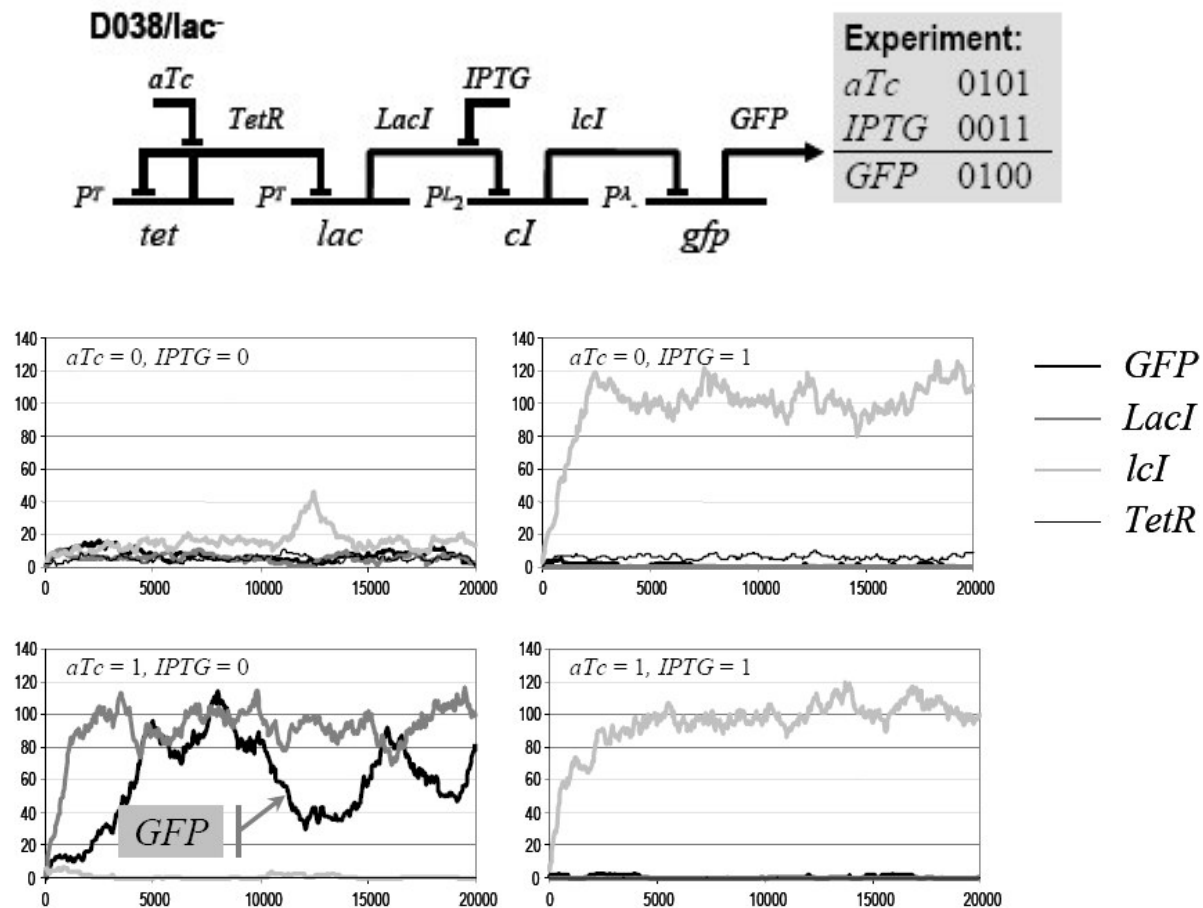 D038/lac-
aTc IPTG
TetR LacI lcI GFP
PT PT PL2 Pλ-
tet lac cI gfp
Experiment:
aTc 0101
IPTG 0011
GFP 0100
aTc = 0, IPTG = 0
140
120
100
80
60
40
20
0
0 5000 10000 15000 20000
aTc = 0, IPTG = 1
140
120
100
80
60
40
20
0
0 5000 10000 15000 20000
GFP
LacI
lcI
TetR
aTc = 1, IPTG = 0
140
120
100
80
60
40
20
0
GFP
0 5000 10000 15000 20000
aTc = 1, IPTG = 1
140
120
100
80
60
40
20
0
0 5000 10000 15000 20000